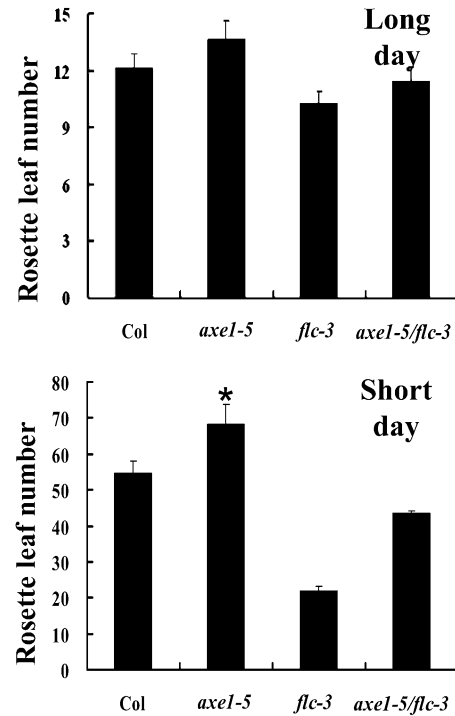 Long
day
Rosette leaf number
15
12
9
6
3
0
Col axe1-5 flc-3 axe1-5/flc-3
Short
day
Rosette leaf number
80
70
60
50
40
30
20
10
0
*
Col axe1-5 flc-3 axe1-5/flc-3